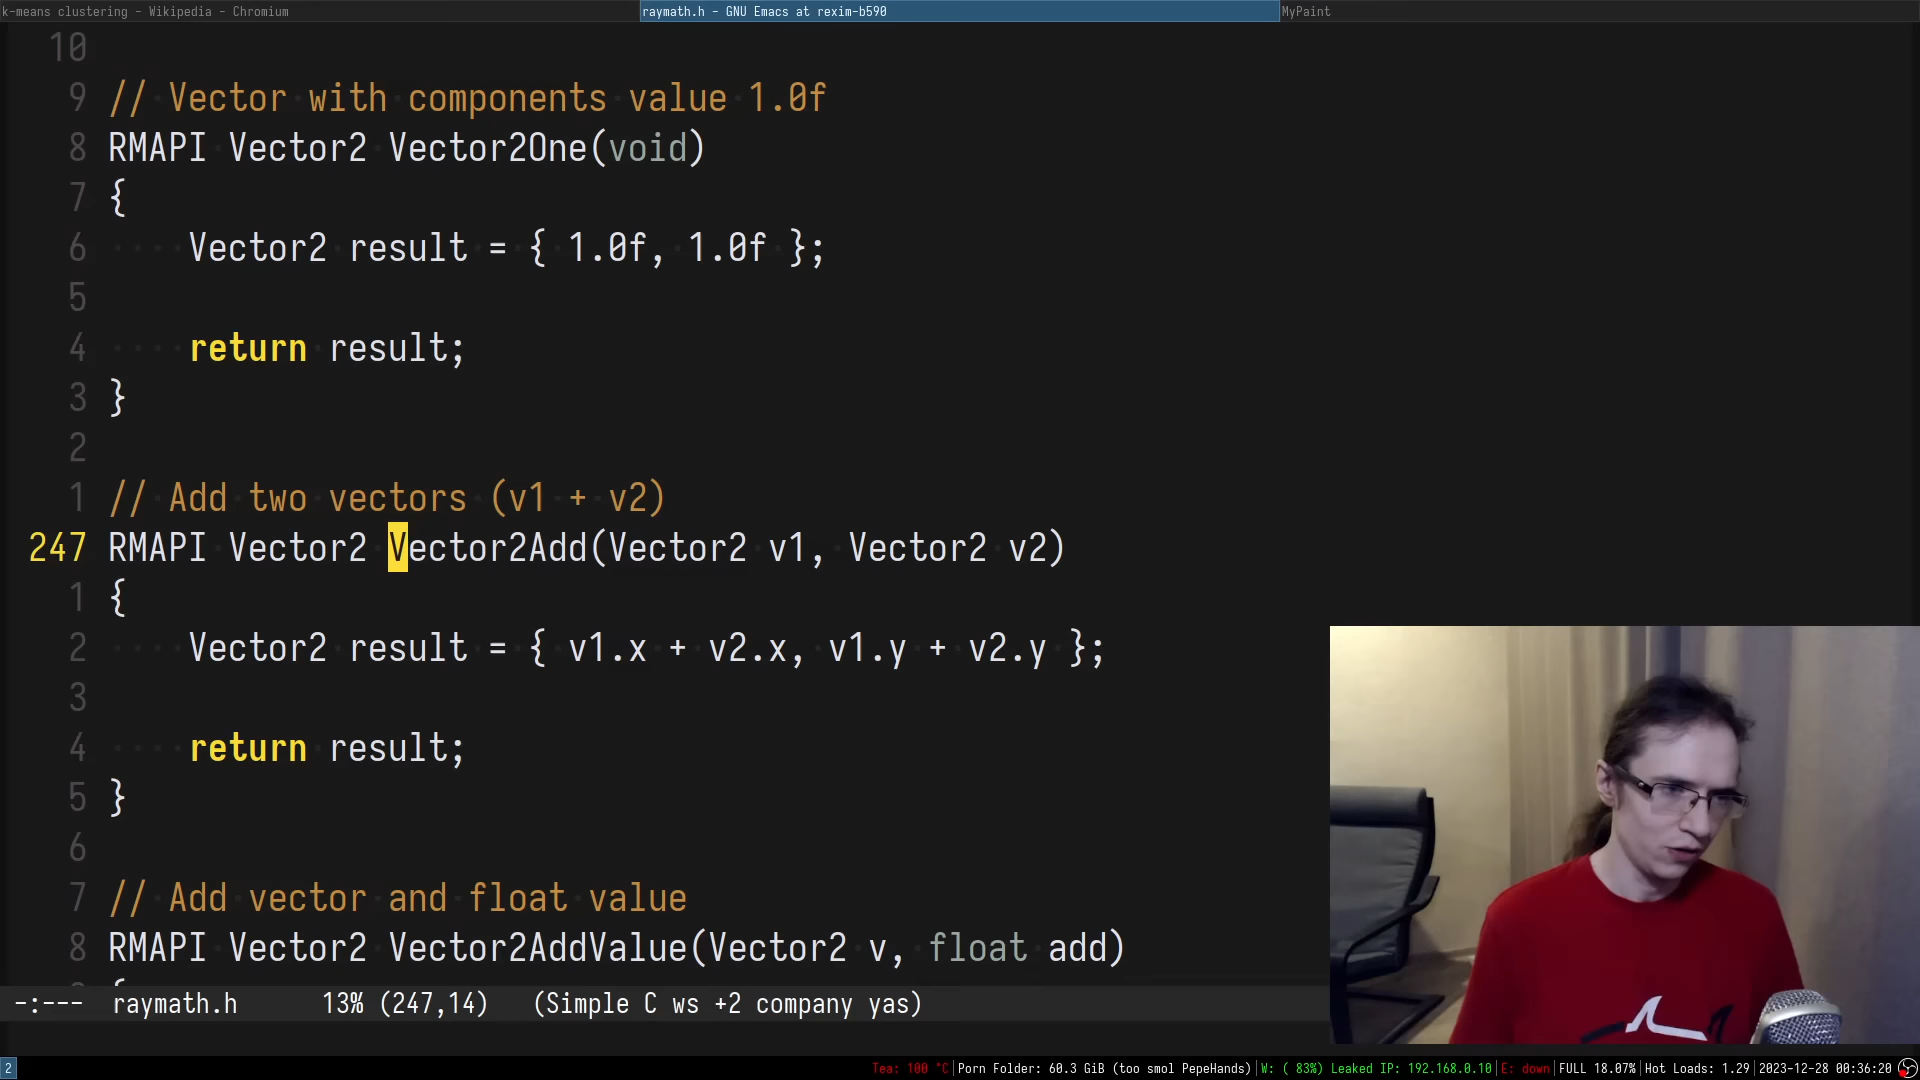 k-means clustering - Wikipedia - Chromium
raymath.h - GNU Emacs at rexim-b590
MyPaint
10
9 // Vector with components value 1.0f
8 RMAPI Vector2 Vector2One(void)
7 {
6 Vector2 result = { 1.0f, 1.0f };
5
4 return result;
3 }
2
1 // Add two vectors (v1 + v2)
247 RMAPI Vector2 Vector2Add(Vector2 v1, Vector2 v2)
1 {
2 Vector2 result = { v1.x + v2.x, v1.y + v2.y };
3
4 return result;
5 }
6
7 // Add vector and float value
8 RMAPI Vector2 Vector2AddValue(Vector2 v, float add)
-:--- raymath.h 13% (247,14) (Simple C ws +2 company yas)
2
Tea: 100 °C|Porn Folder: 60.3 GiB (too smol PepeHands)|W: ( 83%) Leaked IP: 192.168.0.10|E: down|FULL 18.07%|Hot Loads: 1.29|2023-12-28 00:36:20